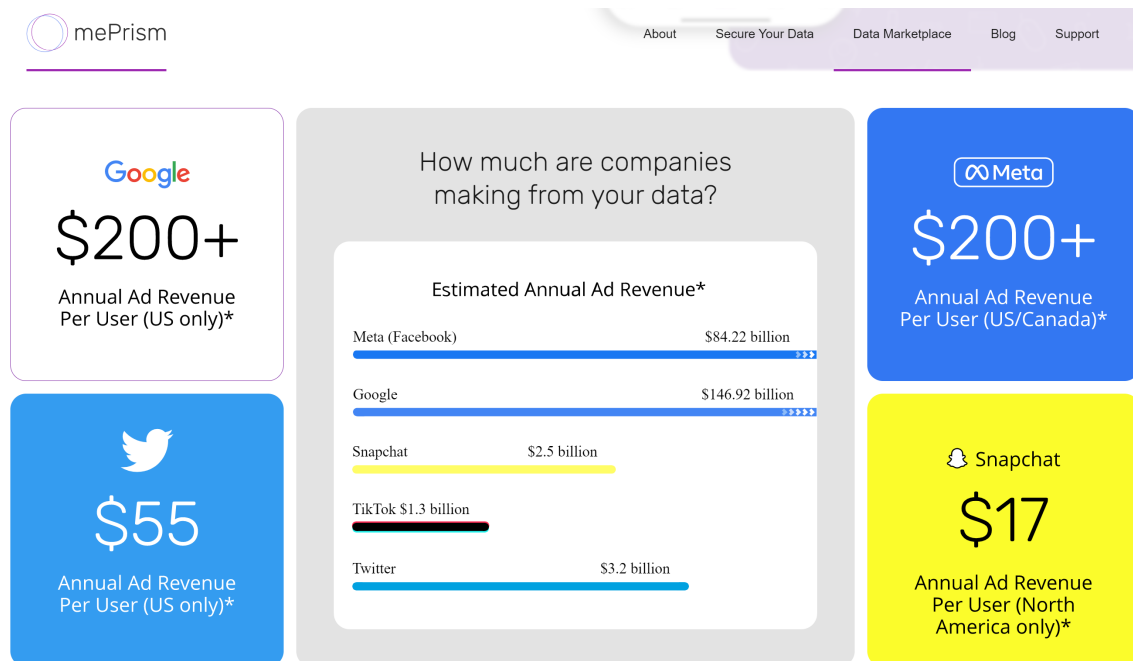 mePrism
About Secure Your Data Data Marketplace Blog Support
Google
$200+
Annual Ad Revenue
Per User (US only)*
$55
Annual Ad Revenue
Per User (US only)*
How much are companies
making from your data?
Estimated Annual Ad Revenue*
Meta (Facebook) $84.22 billion
Google $146.92 billion
Snapchat $2.5 billion
TikTok $1.3 billion
Twitter $3.2 billion
Meta
$200+
Annual Ad Revenue
Per User (US/Canada)*
Snapchat
$17
Annual Ad Revenue
Per User (North
America only)*